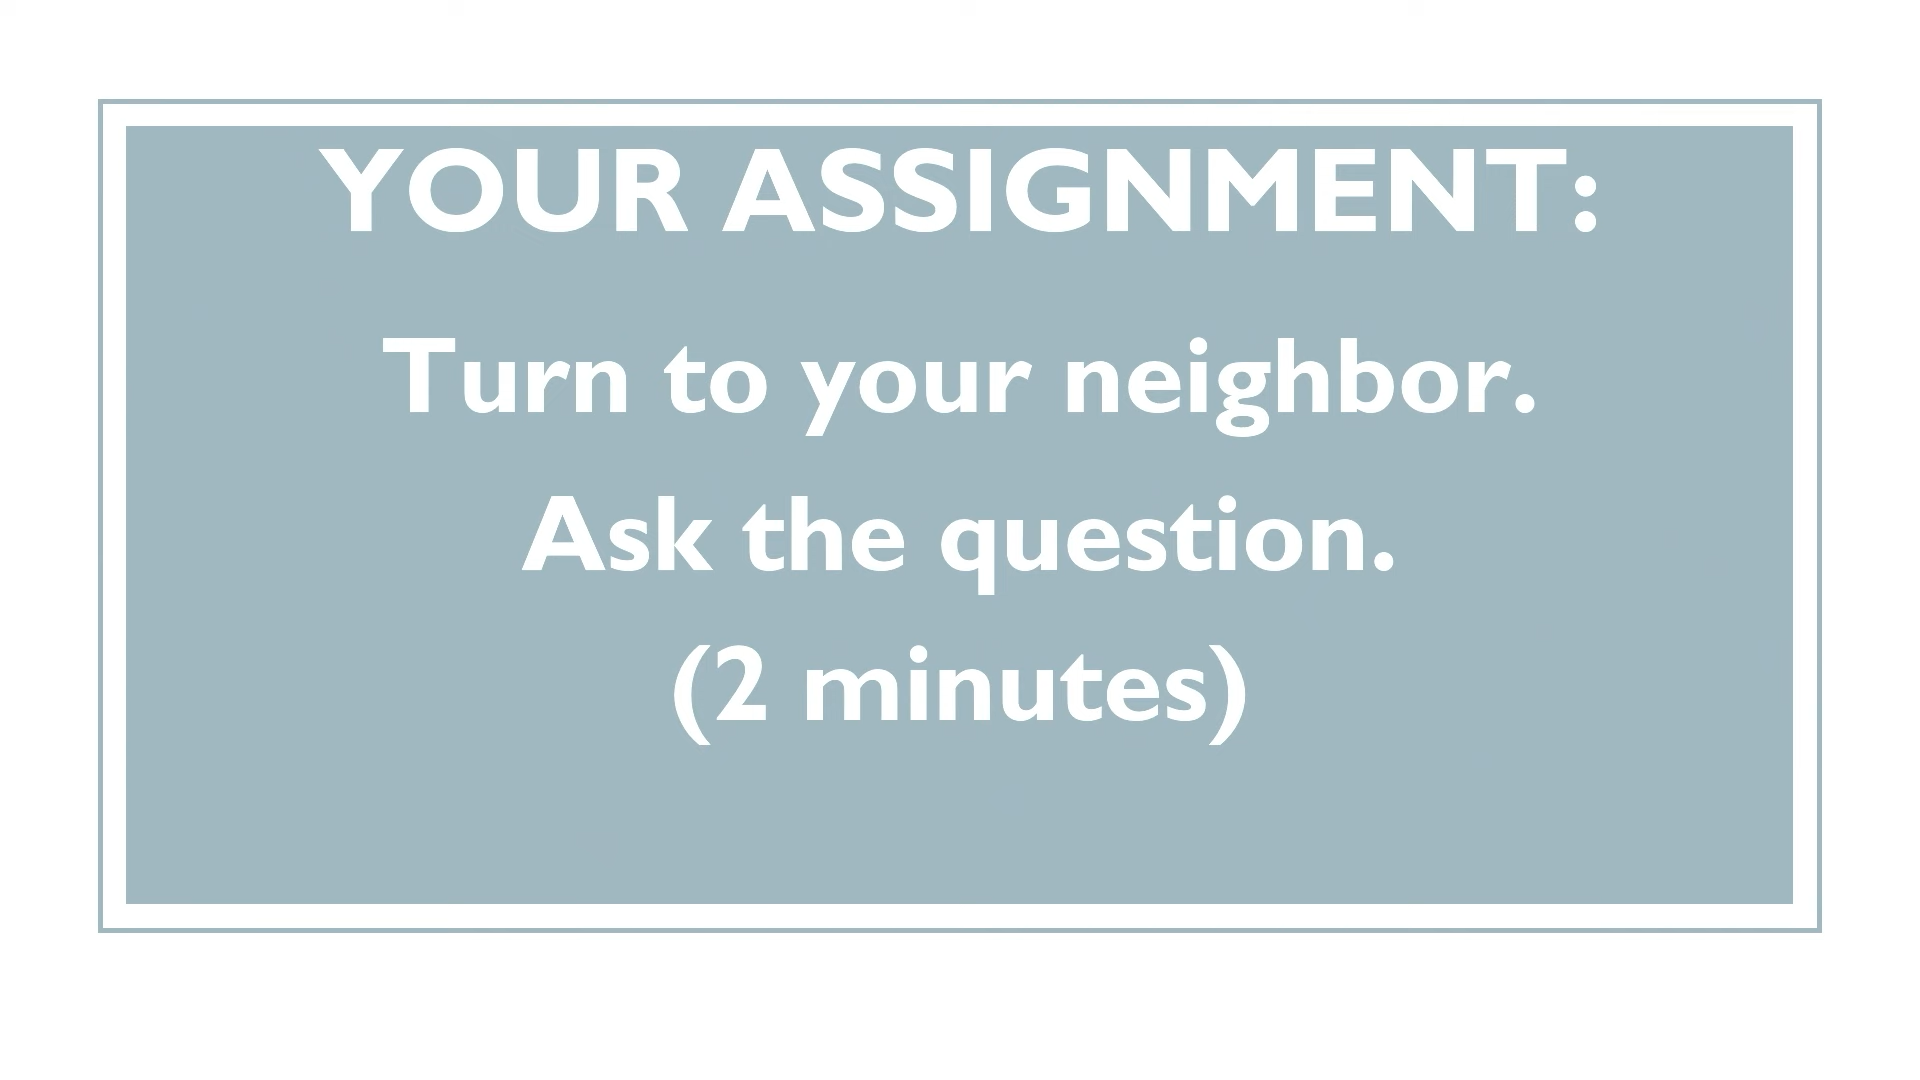 YOUR ASSIGNMENT:
Turn to your neighbor.
Ask the question.
(2 minutes)